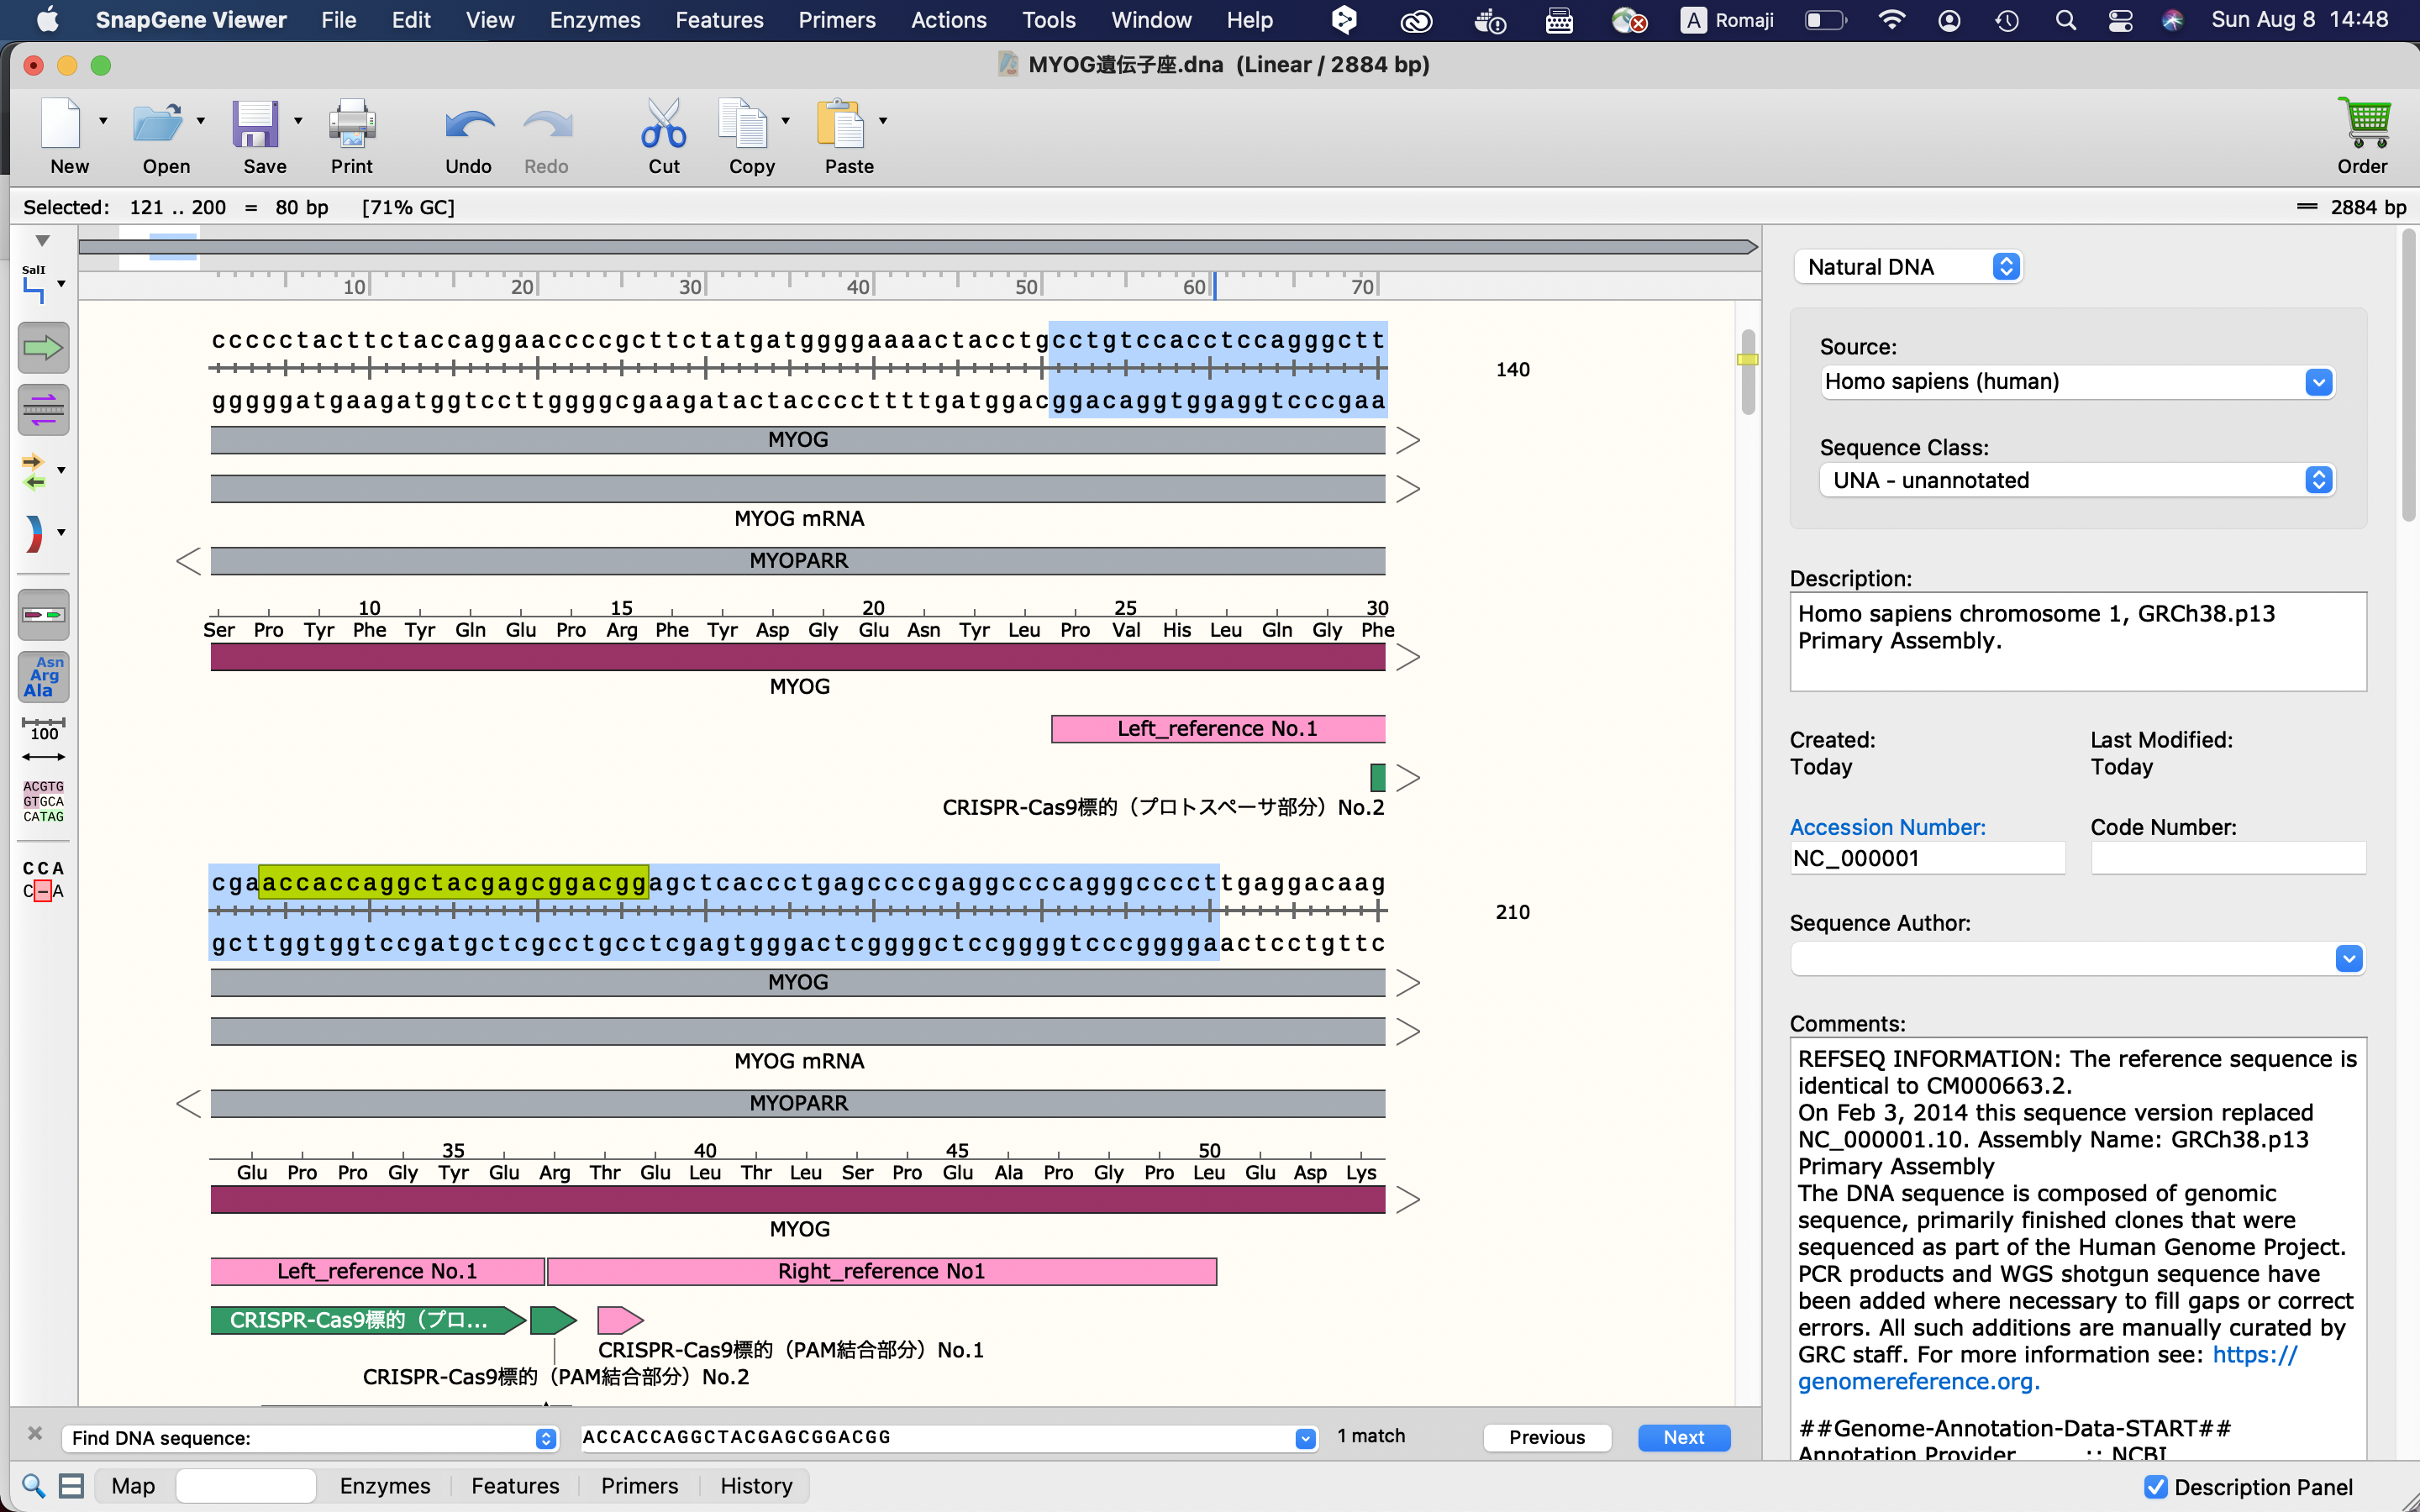 SnapGene Viewer File Edit View Enzymes Features Primers Actions Tools Window Help A Romaji Sun Aug 8 14:48
MYOG遺伝子座.dna (Linear / 2884 bp)
New Open Save Print Undo Redo Cut Copy Paste Order
Selected: 121 .. 200 = 80 bp [71% GC] 2884 bp
SalI
10 20 30 40 50 60 70
cccctacttctaccaggaaccccgcttctatgatggggaaaactacctgcctgtccacctccagggctt
140
gggggatgaagatggtccttggggcgaagatactaccccttttgatggacggacaggtggaggtcccgaa
MYOG
MYOG mRNA
MYOPARR
10 15 20 25 30
Ser Pro Tyr Phe Tyr Gln Glu Pro Arg Phe Tyr Asp Gly Glu Asn Tyr Leu Pro Val His Leu Gln Gly Phe
MYOG
Left_reference No.1
CRISPR-Cas9標的（プロトスペーサ部分）No.2
cgaaccaccaggctacgagcggacggagctcaccctgagccccgaggccccagggccccttgaggacaag
210
gcttggtggtccgatgctcgcctgcctcgagtgggactcggggctccggggtcccggggaactcctgttc
MYOG
MYOG mRNA
MYOPARR
35 40 45 50
Glu Pro Pro Gly Tyr Glu Arg Thr Glu Leu Thr Leu Ser Pro Glu Ala Pro Gly Pro Leu Glu Asp Lys
MYOG
Left_reference No.1 Right_reference No1
CRISPR-Cas9標的（プロ...
CRISPR-Cas9標的（PAM結合部分）No.1
CRISPR-Cas9標的（PAM結合部分）No.2
Asn
Arg
Ala
100
ACGTG
GTGCA
CATAG
CCA
C-A
Natural DNA
Source:
Homo sapiens (human)
Sequence Class:
UNA - unannotated
Description:
Homo sapiens chromosome 1, GRCh38.p13
Primary Assembly.
Created: Last Modified:
Today Today
Accession Number: Code Number:
NC_000001
Sequence Author:
Comments:
REFSEQ INFORMATION: The reference sequence is
identical to CM000663.2.
On Feb 3, 2014 this sequence version replaced
NC_000001.10. Assembly Name: GRCh38.p13
Primary Assembly
The DNA sequence is composed of genomic
sequence, primarily finished clones that were
sequenced as part of the Human Genome Project.
PCR products and WGS shotgun sequence have
been added where necessary to fill gaps or correct
errors. All such additions are manually curated by
GRC staff. For more information see: https://
genomereference.org.
##Genome-Annotation-Data-START##
Annotation Provider :: NCBI
Find DNA sequence: ACCACCAGGCTACGAGCGGACGG 1 match Previous Next
Map Enzymes Features Primers History Description Panel